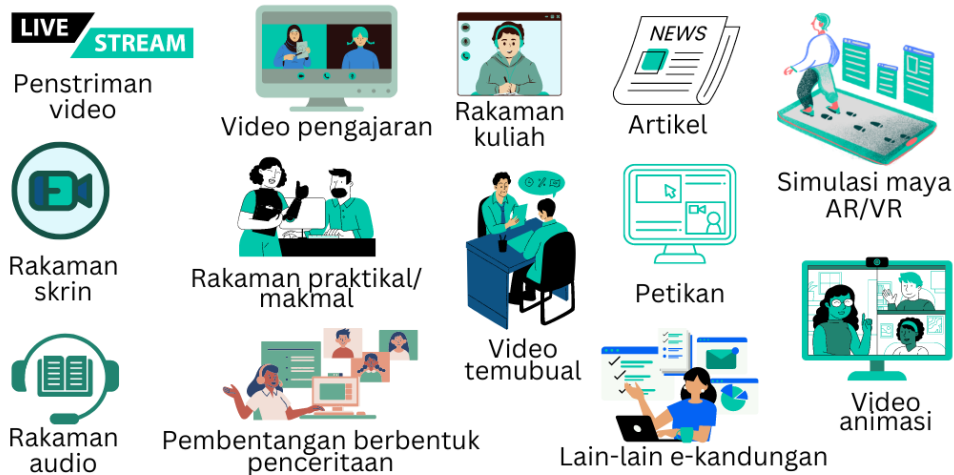 LIVE
STREAM
Penstriman
video
Video pengajaran
Rakaman
kuliah
NEWS
Artikel
Simulasi maya
AR/VR
Rakaman
skrin
Rakaman praktikal/
makmal
Video
temubual
Petikan
Video
animasi
Rakaman
audio
Pembentangan berbentuk
penceritaan
Lain-lain e-kandungan